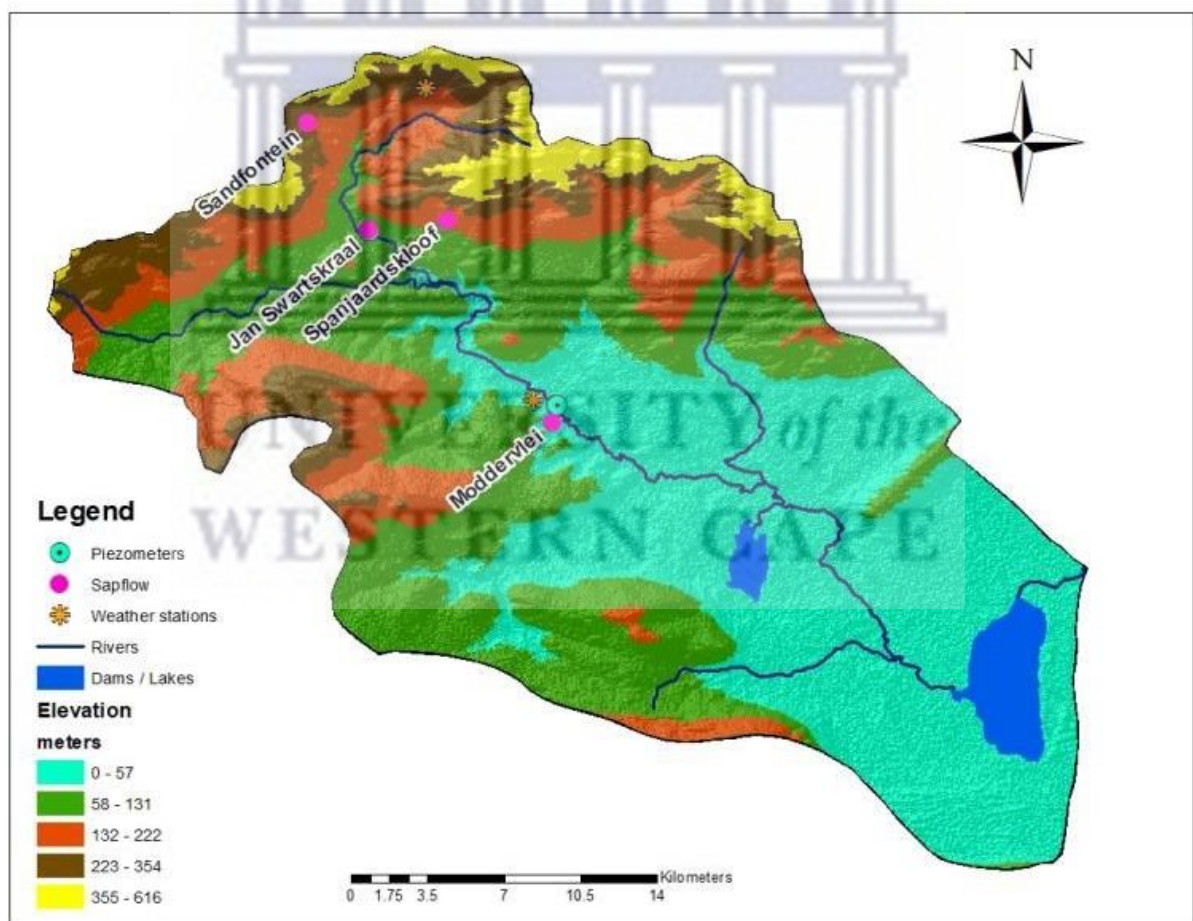 N
Sandfontein
Jan Swartskraal
Spanjaardskloof
Moddervlei
UNIVERSITY of the
WESTERN CAPE
Legend
Piezometers
Sapflow
Weather stations
Rivers
Dams / Lakes
Elevation
meters
0 - 57
58 - 131
132 - 222
223 - 354
355 - 616
Kilometers
0 1.75 3.5 7 10.5 14